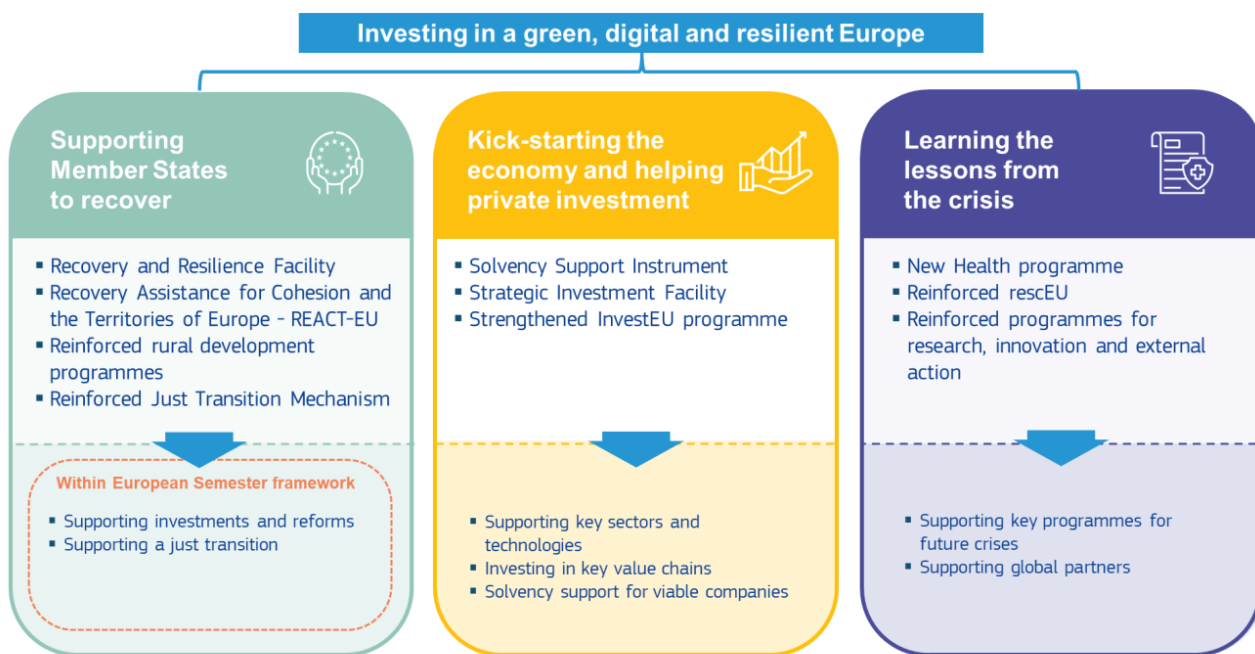 Investing in a green, digital and resilient Europe
Supporting
Member States
to recover
▪ Recovery and Resilience Facility
▪ Recovery Assistance for Cohesion and
the Territories of Europe - REACT-EU
▪ Reinforced rural development
programmes
▪ Reinforced Just Transition Mechanism
Within European Semester framework
▪ Supporting investments and reforms
▪ Supporting a just transition
Kick-starting the
economy and helping
private investment
▪ Solvency Support Instrument
▪ Strategic Investment Facility
▪ Strengthened InvestEU programme
▪ Supporting key sectors and
technologies
▪ Investing in key value chains
▪ Solvency support for viable companies
Learning the
lessons from
the crisis
▪ New Health programme
▪ Reinforced rescEU
▪ Reinforced programmes for
research, innovation and external
action
▪ Supporting key programmes for
future crises
▪ Supporting global partners